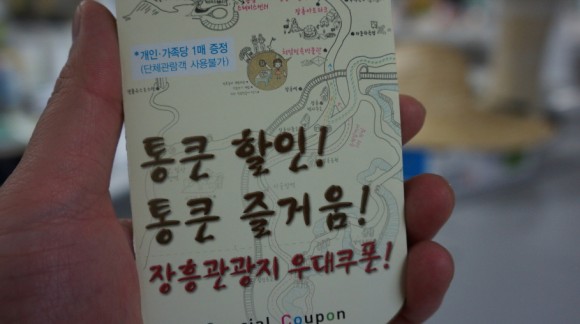 *개인·가족당 1매 증정
(단체관람객 사용불가)
통큰 할인!
통큰 즐거움!
장흥관광지 우대쿠폰!
Special Coupon